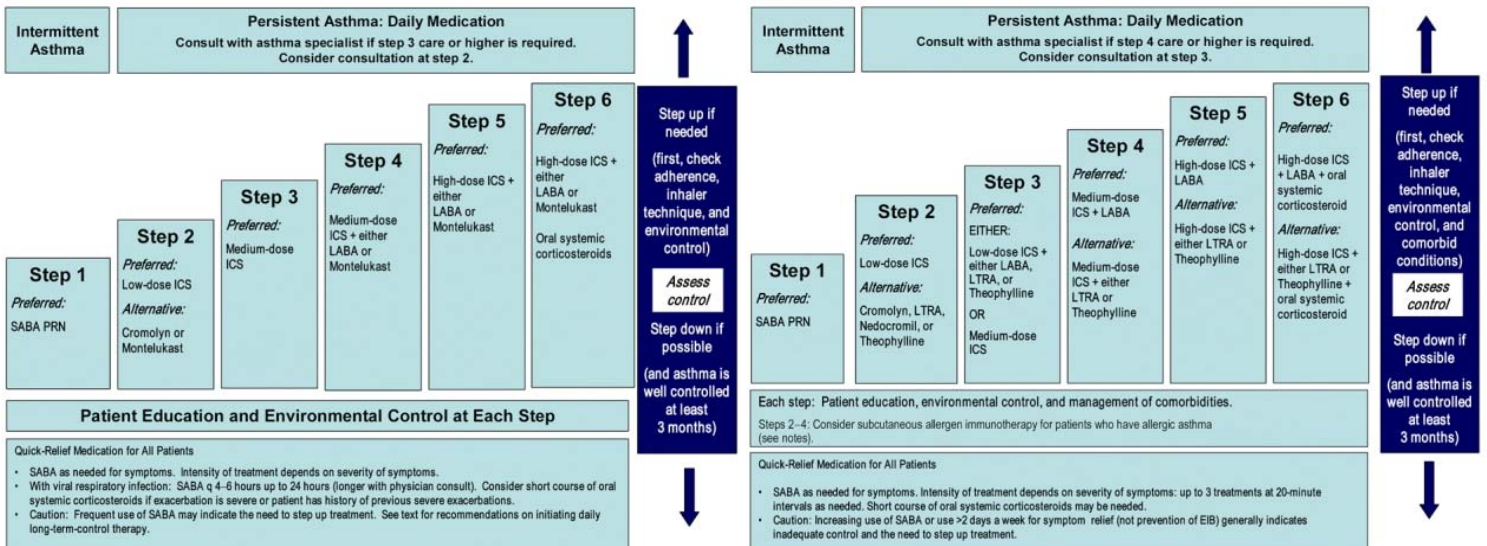 Intermittent
Asthma
Persistent Asthma: Daily Medication
Consult with asthma specialist if step 3 care or higher is required.
Consider consultation at step 2.
Step 1
Preferred:
SABA PRN
Step 2
Preferred:
Low-dose ICS
Alternative:
Cromolyn or
Montelukast
Step 3
Preferred:
Medium-dose
ICS
Step 4
Preferred:
Medium-dose
ICS + either
LABA or
Montelukast
Step 5
Preferred:
High-dose ICS +
either
LABA or
Montelukast
Step 6
Preferred:
High-dose ICS +
either
LABA or
Montelukast
Oral systemic
corticosteroids
Step up if
needed
(first, check
adherence,
inhaler
technique, and
environmental
control)
Assess
control
Step down if
possible
(and asthma is
well controlled
at least
3 months)
Patient Education and Environmental Control at Each Step
Quick-Relief Medication for All Patients
• SABA as needed for symptoms. Intensity of treatment depends on severity of symptoms.
• With viral respiratory infection: SABA q 4–6 hours up to 24 hours (longer with physician consult). Consider short course of oral
systemic corticosteroids if exacerbation is severe or patient has history of previous severe exacerbations.
• Caution: Frequent use of SABA may indicate the need to step up treatment. See text for recommendations on initiating daily
long-term-control therapy.
Intermittent
Asthma
Persistent Asthma: Daily Medication
Consult with asthma specialist if step 4 care or higher is required.
Consider consultation at step 3.
Step 1
Preferred:
SABA PRN
Step 2
Preferred:
Low-dose ICS
Alternative:
Cromolyn, LTRA,
Nedocromil, or
Theophylline
Step 3
Preferred:
EITHER:
Low-dose ICS +
either LABA,
LTRA, or
Theophylline
OR
Medium-dose
ICS
Step 4
Preferred:
Medium-dose
ICS + LABA
Alternative:
Medium-dose
ICS + either
LTRA or
Theophylline
Step 5
Preferred:
High-dose ICS +
LABA
Alternative:
High-dose ICS +
either LTRA or
Theophylline
Step 6
Preferred:
High-dose ICS
+ LABA + oral
systemic
corticosteroid
Alternative:
High-dose ICS +
either LTRA or
Theophylline +
oral systemic
corticosteroid
Step up if
needed
(first, check
adherence,
inhaler
technique,
environmental
control, and
comorbid
conditions)
Assess
control
Step down if
possible
(and asthma is
well controlled
at least
3 months)
Each step: Patient education, environmental control, and management of comorbidities.
Steps 2–4: Consider subcutaneous allergen immunotherapy for patients who have allergic asthma
(see notes).
Quick-Relief Medication for All Patients
• SABA as needed for symptoms. Intensity of treatment depends on severity of symptoms: up to 3 treatments at 20-minute
intervals as needed. Short course of oral systemic corticosteroids may be needed.
• Caution: Increasing use of SABA or use >2 days a week for symptom relief (not prevention of EIB) generally indicates
inadequate control and the need to step up treatment.